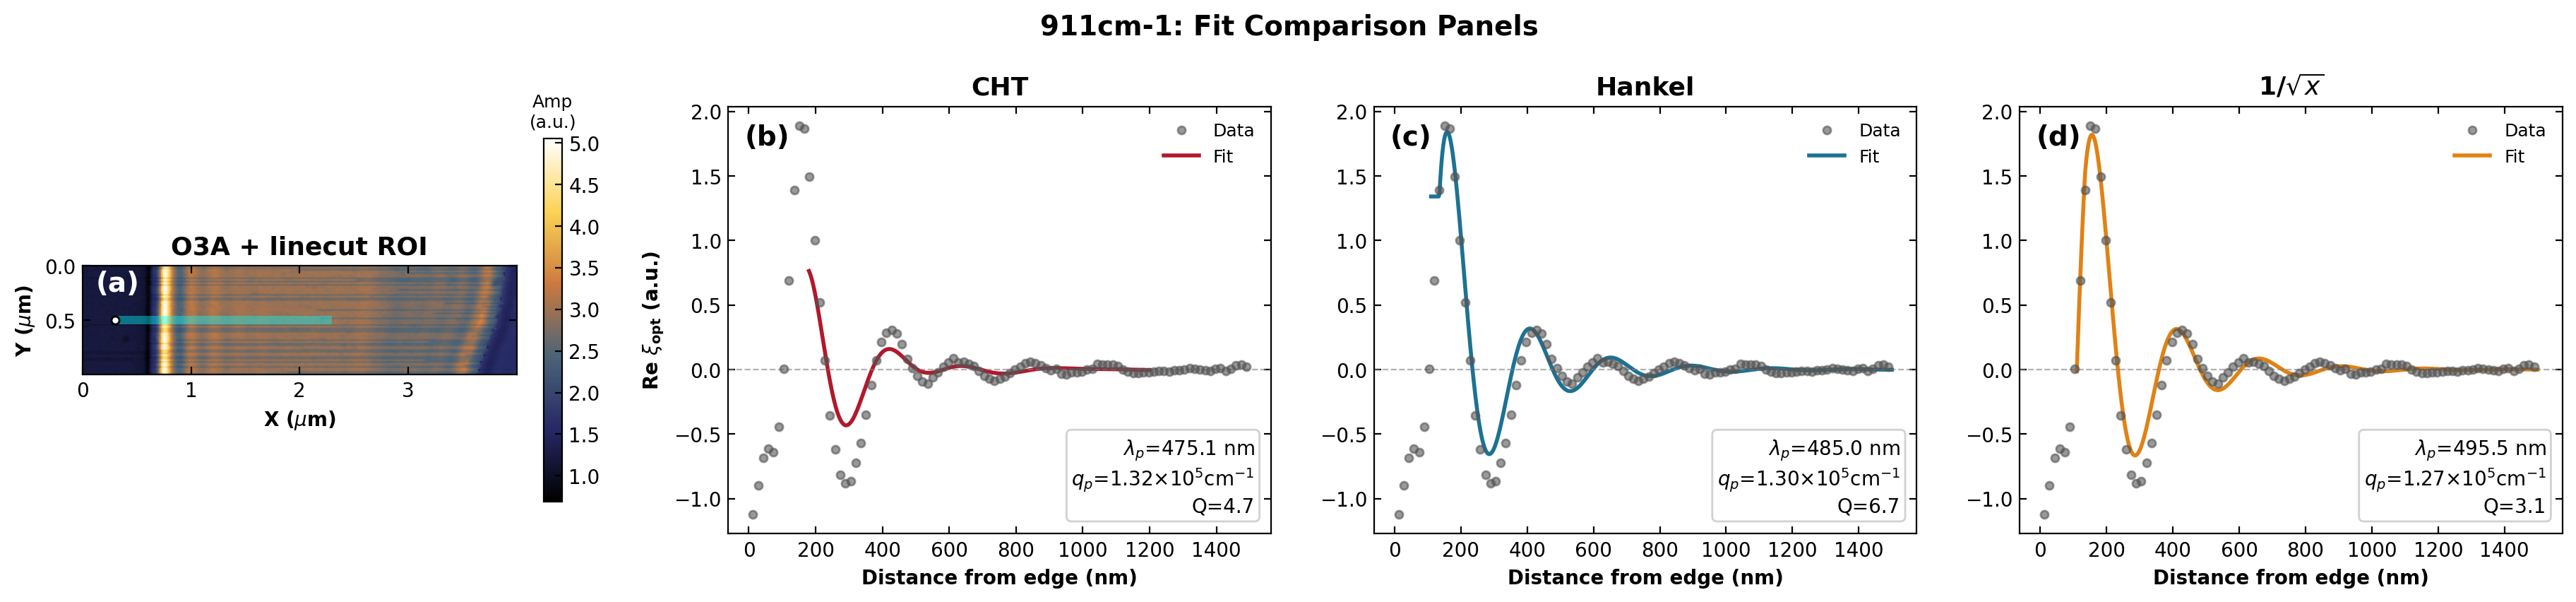 911cm-1: Fit Comparison Panels
O3A + linecut ROI
(a)
0.0
0.5
Y (μm)
0 1 2 3
X (μm)
Amp
(a.u.)
5.0
4.5
4.0
3.5
3.0
2.5
2.0
1.5
1.0
CHT
(b)
Data
Fit
2.0
1.5
1.0
0.5
0.0
−0.5
−1.0
Re ξopt (a.u.)
λp=475.1 nm
qp=1.32×10⁵cm⁻¹
Q=4.7
0 200 400 600 800 1000 1200 1400
Distance from edge (nm)
Hankel
(c)
Data
Fit
2.0
1.5
1.0
0.5
0.0
−0.5
−1.0
λp=485.0 nm
qp=1.30×10⁵cm⁻¹
Q=6.7
0 200 400 600 800 1000 1200 1400
Distance from edge (nm)
1/√x
(d)
Data
Fit
2.0
1.5
1.0
0.5
0.0
−0.5
−1.0
λp=495.5 nm
qp=1.27×10⁵cm⁻¹
Q=3.1
0 200 400 600 800 1000 1200 1400
Distance from edge (nm)